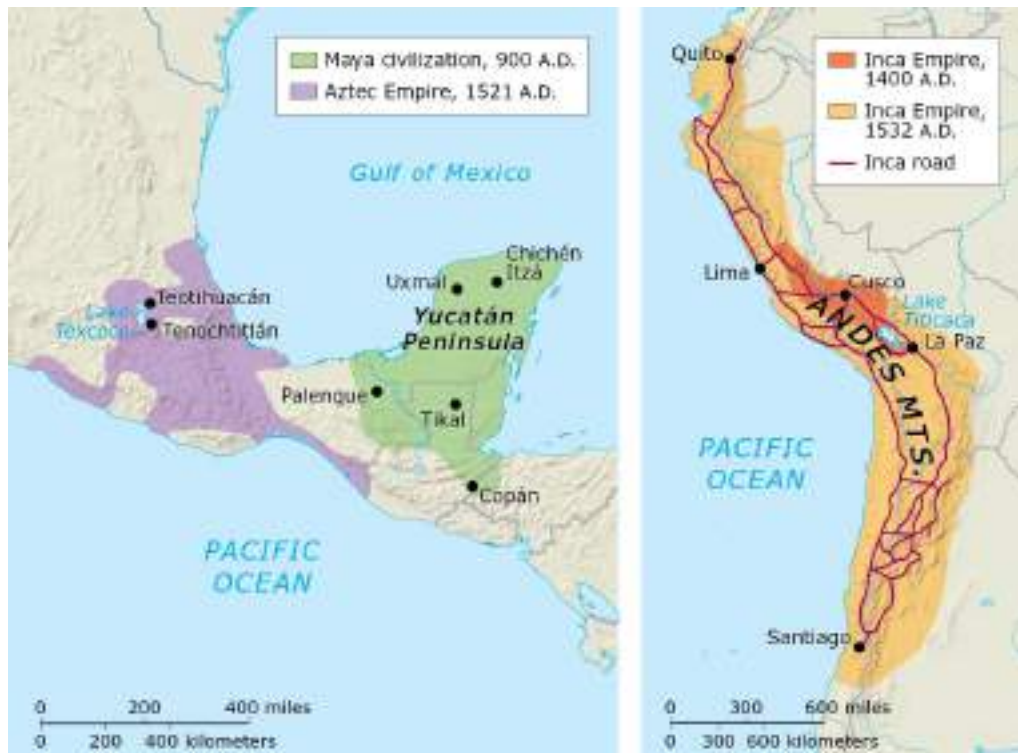 Maya civilization, 900 A.D.
Aztec Empire, 1521 A.D.
Gulf of Mexico
Chichén
Itzá
Uxmal
Yucatán
Peninsula
Teotihuacán
Lake
Texcoco
Tenochtitlán
Palenque
Tikal
Copán
PACIFIC
OCEAN
0 200 400 miles
0 200 400 kilometers
Quito
Inca Empire,
1400 A.D.
Inca Empire,
1532 A.D.
Inca road
Lima
Cusco
Lake
Titicaca
La Paz
ANDES MTS.
PACIFIC
OCEAN
Santiago
0 300 600 miles
0 300 600 kilometers